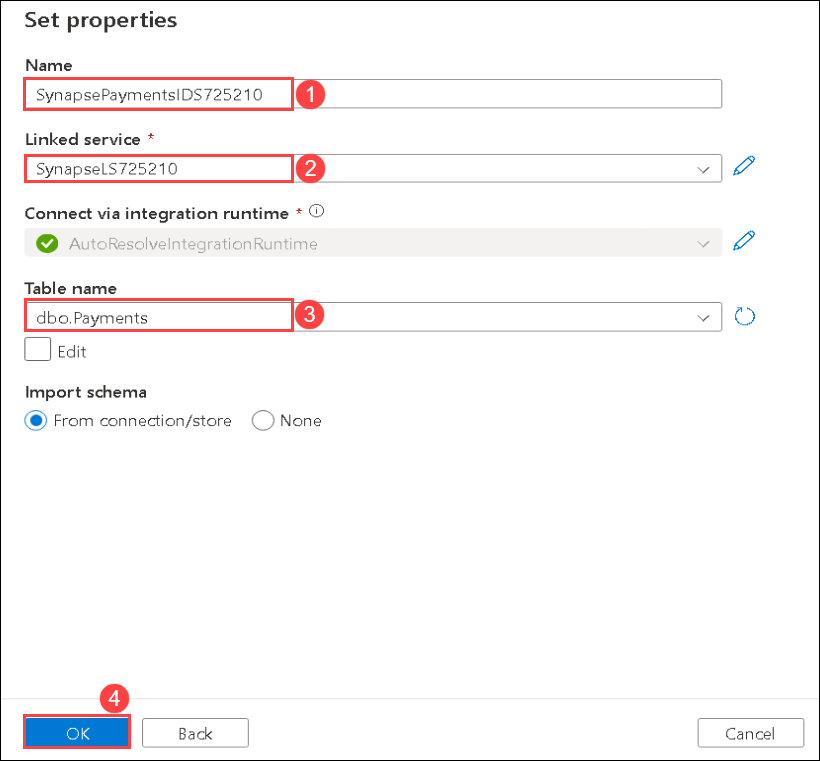 Set properties
Name
SynapsePaymentsIDS725210 1
Linked service *
SynapseLS725210 2
Connect via integration runtime * i
AutoResolveIntegrationRuntime
Table name
dbo.Payments 3
Edit
Import schema
From connection/store None
4
OK Back Cancel